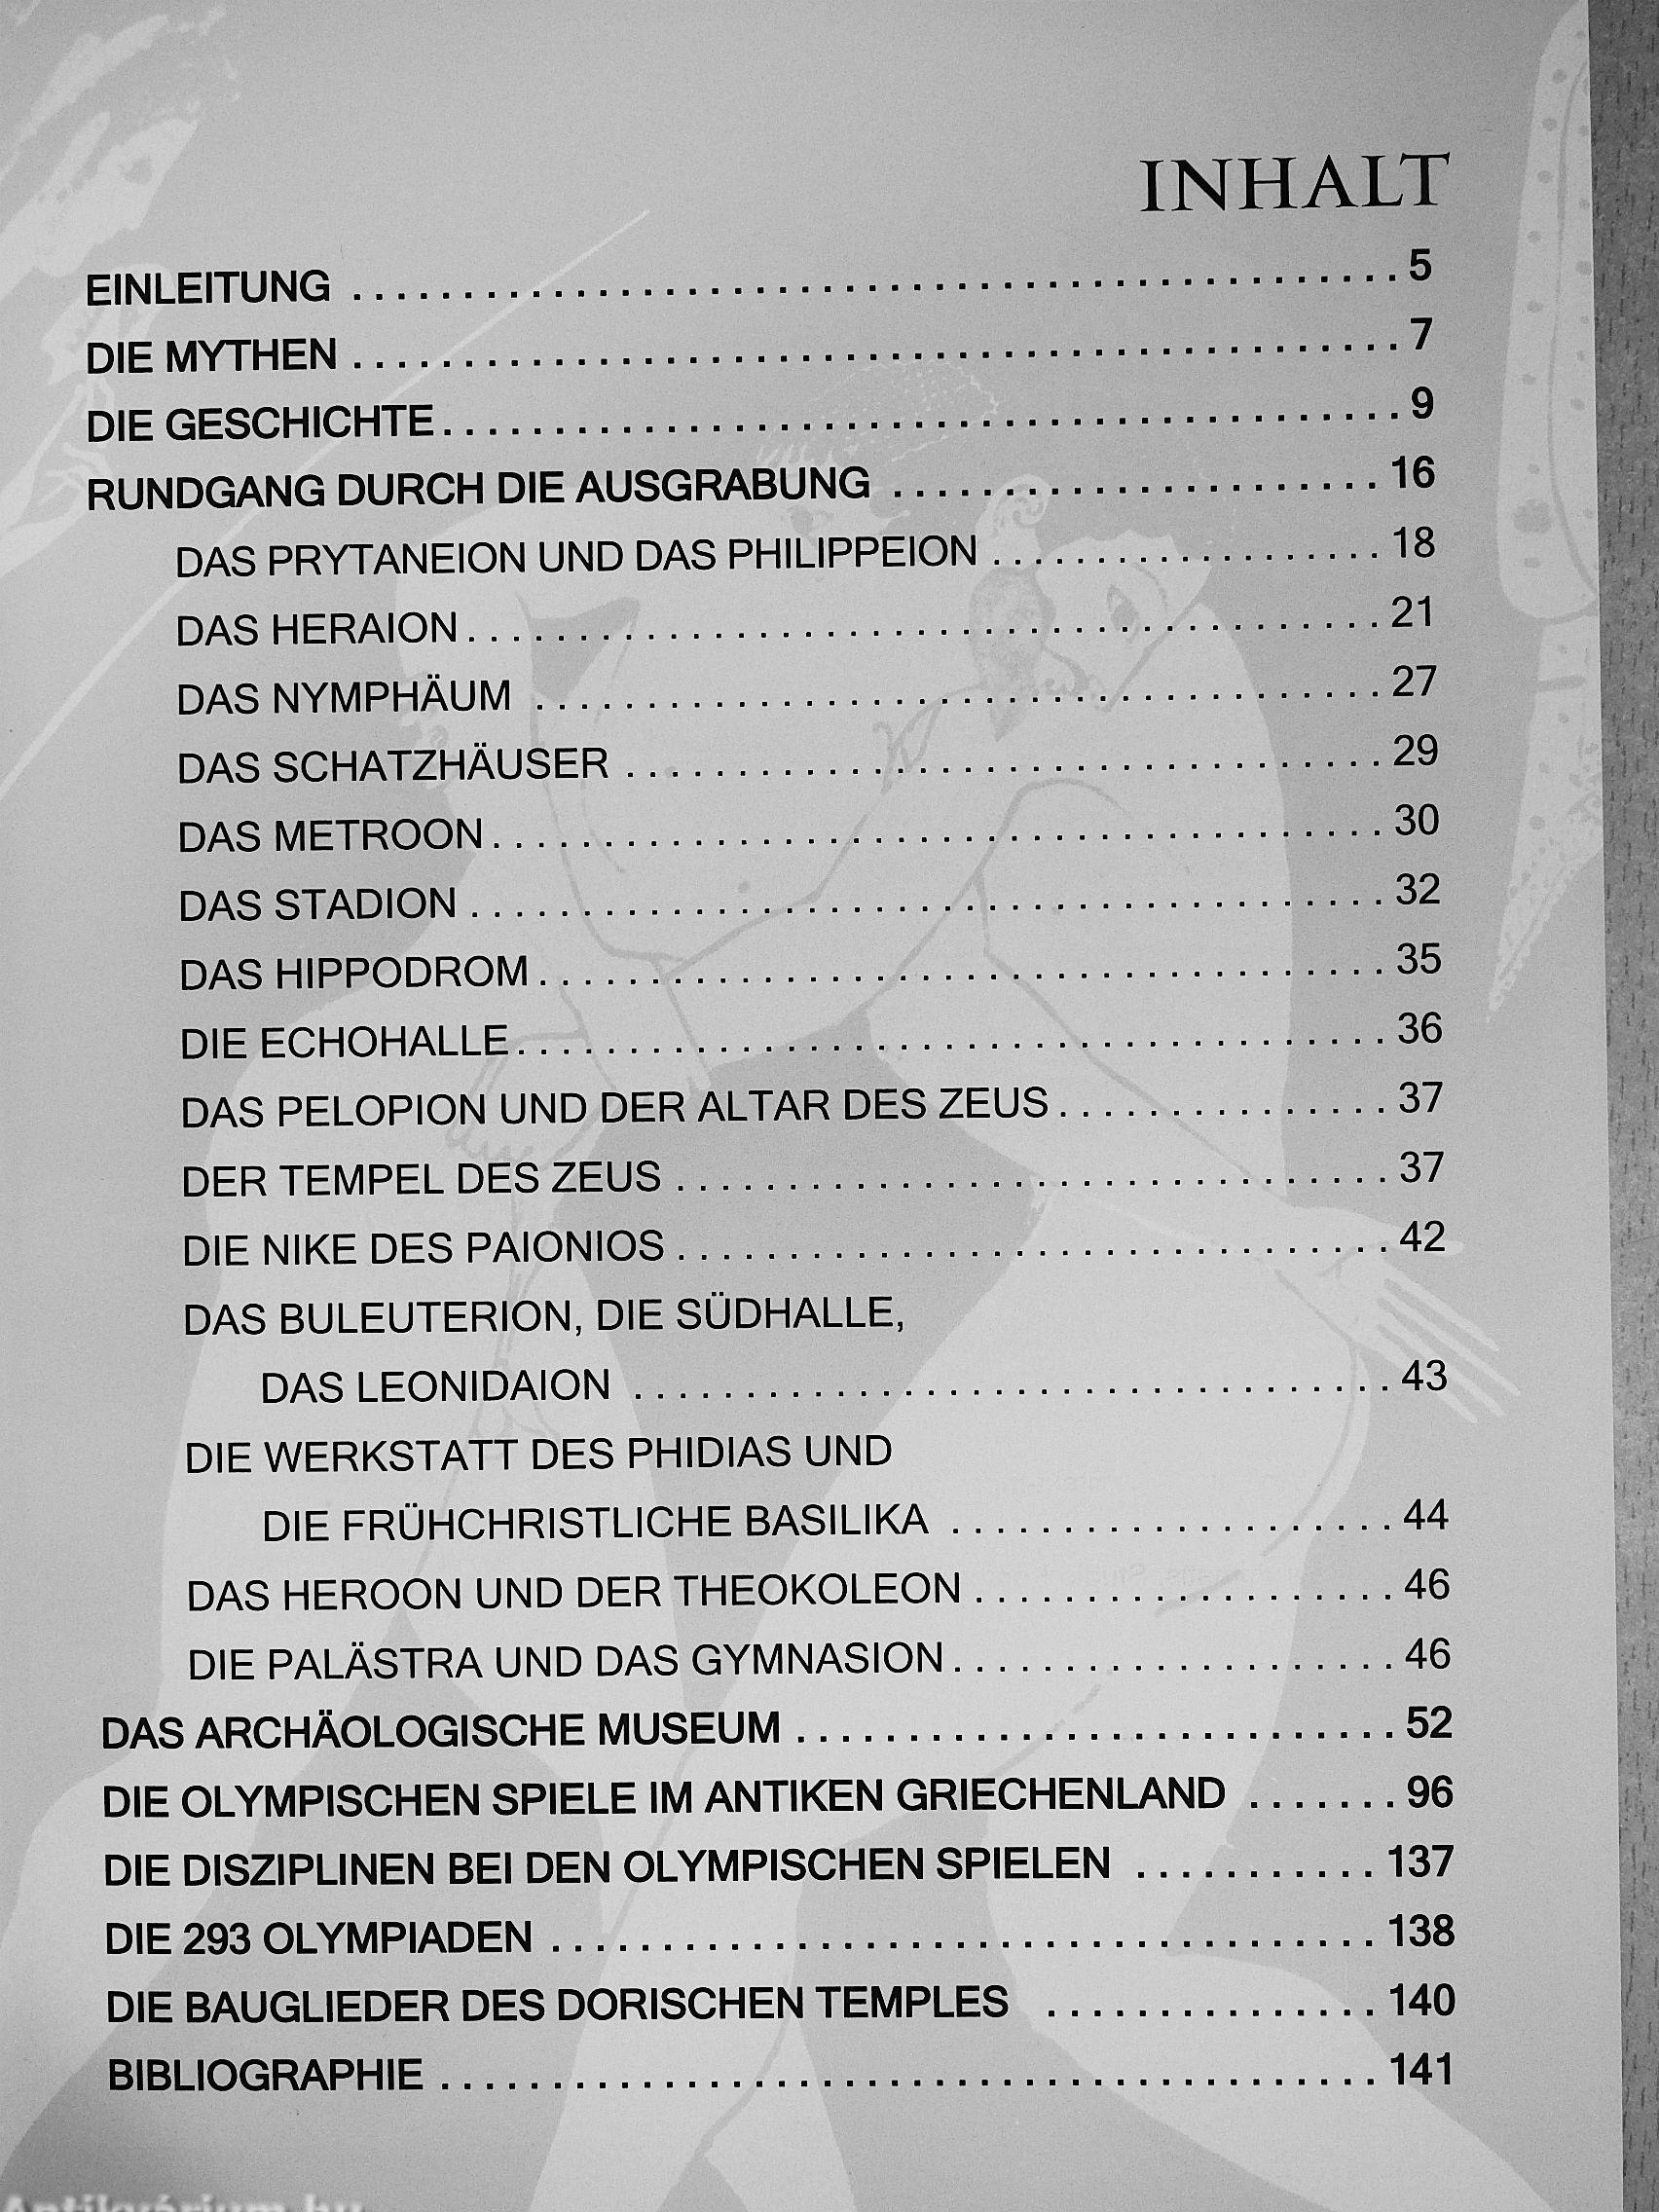 INHALT
EINLEITUNG ..................................................5
DIE MYTHEN ..................................................7
DIE GESCHICHTE..............................................9
RUNDGANG DURCH DIE AUSGRABUNG ......................16
DAS PRYTANEION UND DAS PHILIPPEION ..................18
DAS HERAION..........................................21
DAS NYMPHÄUM .......................................27
DAS SCHATZHÄUSER ...................................29
DAS METROON.........................................30
DAS STADION .........................................32
DAS HIPPODROM.......................................35
DIE ECHOHALLE........................................36
DAS PELOPION UND DER ALTAR DES ZEUS...............37
DER TEMPEL DES ZEUS ................................37
DIE NIKE DES PAIONIOS ................................42
DAS BULEUTERION, DIE SÜDHALLE,
DAS LEONIDAION ..................................43
DIE WERKSTATT DES PHIDIAS UND
DIE FRÜHCHRISTLICHE BASILIKA ....................44
DAS HEROON UND DER THEOKOLEON ...................46
DIE PALÄSTRA UND DAS GYMNASION....................46
DAS ARCHÄOLOGISCHE MUSEUM ...........................52
DIE OLYMPISCHEN SPIELE IM ANTIKEN GRIECHENLAND .......96
DIE DISZIPLINEN BEI DEN OLYMPISCHEN SPIELEN ...........137
DIE 293 OLYMPIADEN .....................................138
DIE BAUGLIEDER DES DORISCHEN TEMPLES ...............140
BIBLIOGRAPHIE ..........................................141
Antikvárium.hu